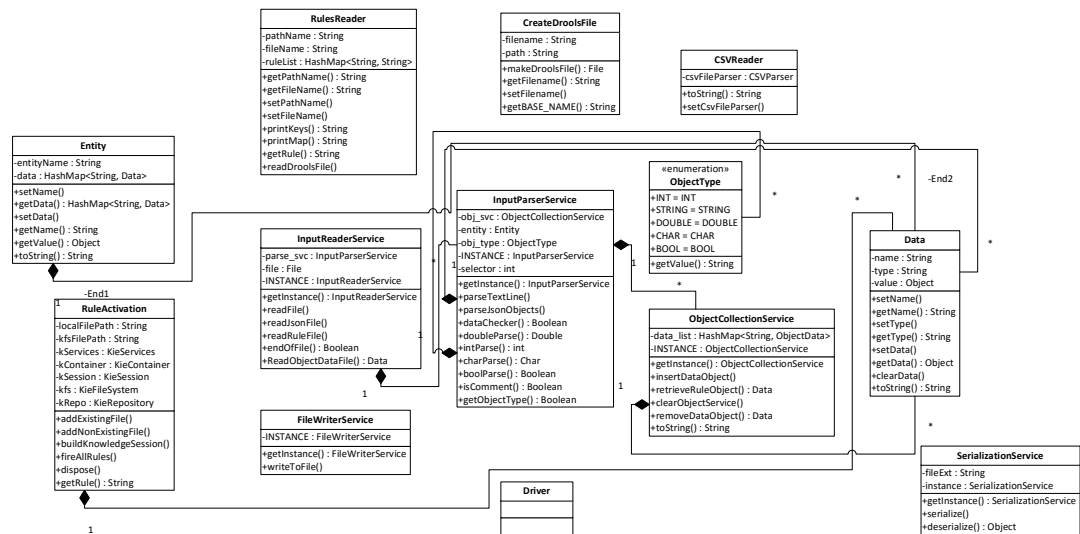 RulesReader
-pathName : String
-fileName : String
-ruleList : HashMap<String, String>
+getPathName() : String
+getFileName() : String
+setPathName()
+setFileName()
+printKeys() : String
+printMap() : String
+getRule() : String
+readDroolsFile()
CreateDroolsFile
-filename : String
-path : String
+makeDroolsFile() : File
+getFilename() : String
+setFilename()
+getBASE_NAME() : String
CSVReader
-csvFileParser : CSVParser
+toString() : String
+setCsvFileParser()
Entity
-entityName : String
-data : HashMap<String, Data>
+setName()
+getData() : HashMap<String, Data>
+setData()
+getName() : String
+getValue() : Object
+toString() : String
-End1
1
«enumeration»
ObjectType
+INT = INT
+STRING = STRING
+DOUBLE = DOUBLE
+CHAR = CHAR
+BOOL = BOOL
+getValue() : String
*
*
-End2
*
*
InputParserService
-obj_svc : ObjectCollectionService
-entity : Entity
-obj_type : ObjectType
-INSTANCE : InputParserService
-selector : int
+getInstance() : InputParserService
+parseTextLine()
+parseJsonObjects()
+dataChecker() : Boolean
+doubleParse() : Double
+intParse() : int
+charParse() : Char
+boolParse() : Boolean
+isComment() : Boolean
+getObjectType() : Boolean
1
1
*
1
*
InputReaderService
-parse_svc : InputParserService
-file : File
-INSTANCE : InputReaderService
+getInstance() : InputReaderService
+readFile()
+readJsonFile()
+readRuleFile()
+endOfFile() : Boolean
+ReadObjectData​File() : Data
1
Data
-name : String
-type : String
-value : Object
+setName()
+getName() : String
+setType()
+getType() : String
+setData()
+getData() : Object
+clearData()
+toString() : String
*
RuleActivation
-localFilePath : String
-kfsFilePath : String
-kServices : KieServices
-kContainer : KieContainer
-kSession : KieSession
-kfs : KieFileSystem
-kRepo : KieRepository
+addExistingFile()
+addNonExistingFile()
+buildKnowledgeSession()
+fireAllRules()
+dispose()
+getRule() : String
1
ObjectCollectionService
-data_list : HashMap<String, ObjectData>
-INSTANCE : ObjectCollectionService
+getInstance() : ObjectCollectionService
+insertDataObject()
+retrieveRuleObject() : Data
+clearObjectService()
+removeDataObject() : Data
+toString() : String
1
FileWriterService
-INSTANCE : FileWriterService
+getInstance() : FileWriterService
+writeToFile()
Driver
SerializationService
-fileExt : String
-instance : SerializationService
+getInstance() : SerializationService
+serialize()
+deserialize() : Object